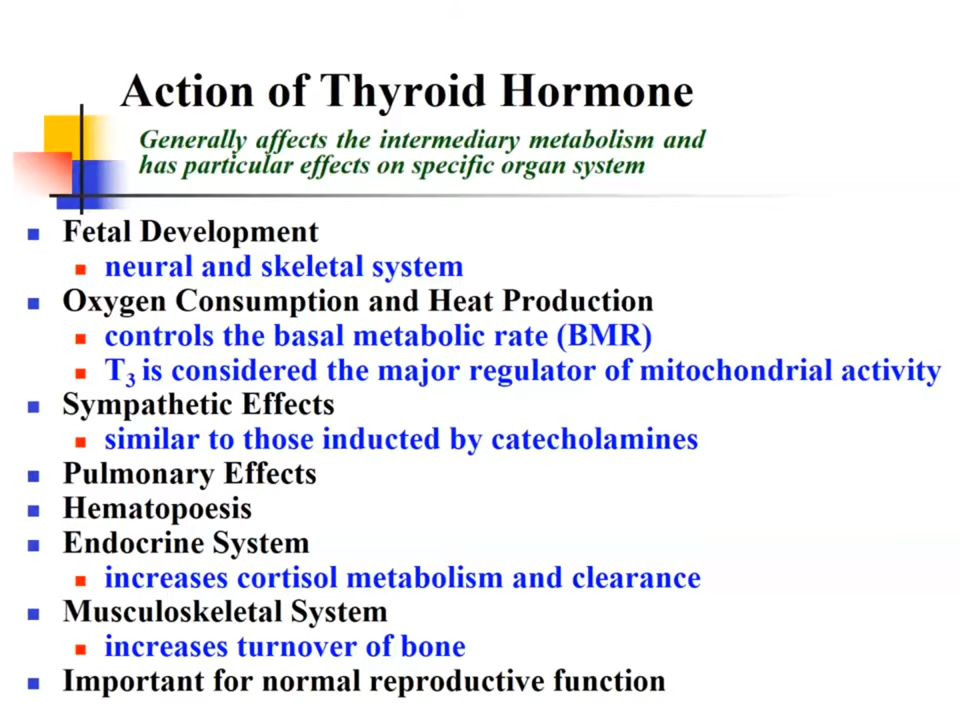 Action of Thyroid Hormone
Generally affects the intermediary metabolism and
has particular effects on specific organ system
Fetal Development
neural and skeletal system
Oxygen Consumption and Heat Production
controls the basal metabolic rate (BMR)
T3 is considered the major regulator of mitochondrial activity
Sympathetic Effects
similar to those inducted by catecholamines
Pulmonary Effects
Hematopoesis
Endocrine System
increases cortisol metabolism and clearance
Musculoskeletal System
increases turnover of bone
Important for normal reproductive function